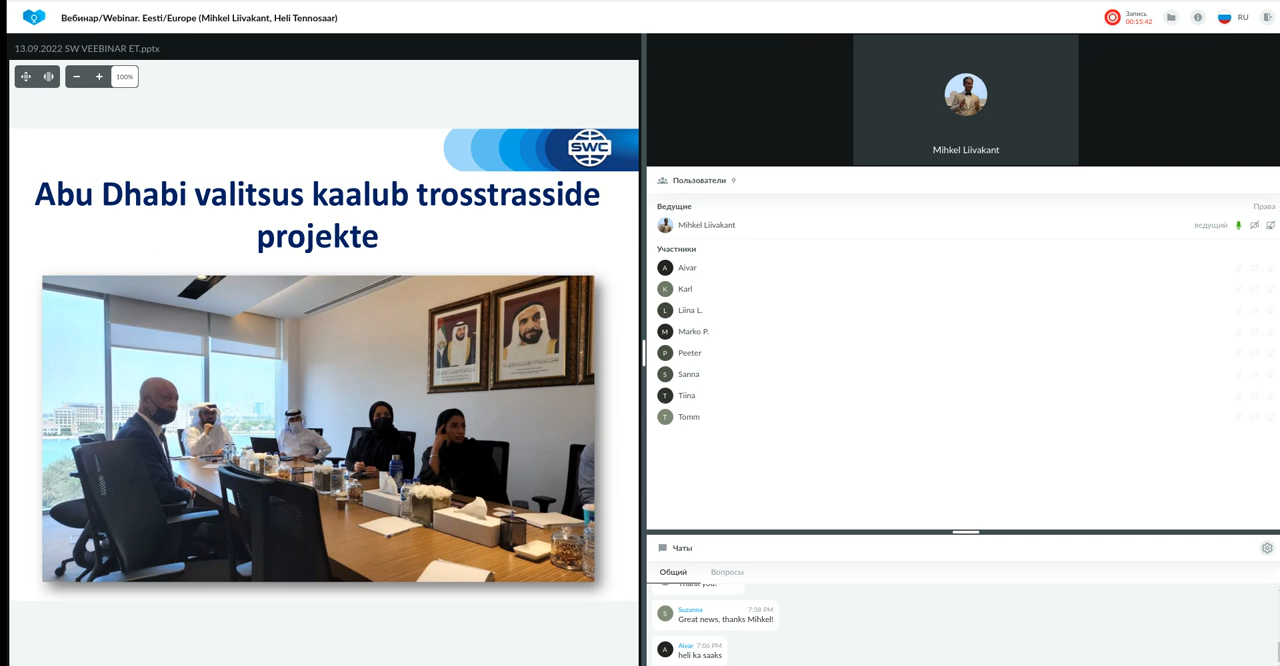 Вебинар/Webinar. Eesti/Europe (Mihkel Liivakant, Heli Tennosaar)
Запись
00:15:42
RU
13.09.2022 SW VEEBINAR ET.pptx
100%
SWC
Abu Dhabi valitsus kaalub trosstrasside
projekte
Mihkel Liivakant
Пользователи 9
Ведущие
Права
Mihkel Liivakant
ведущий
Участники
A Aivar
K Karl
L Liina L.
M Marko P.
P Peeter
S Sanna
T Tiina
T Tomm
Чаты
Общий
Вопросы
Thank you!
S
Suzanna 7:38 PM
Great news, thanks Mihkel!
A
Aivar 7:06 PM
heli ka saaks